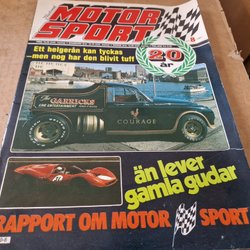 MOTOR
SPORT
8
Ett helgerån kan tyckas
–men nog har den blivit tuff
20
år
GARRICKS
COURAGE
än lever
gamla gudar
RAPPORT OM MOTOR SPORT